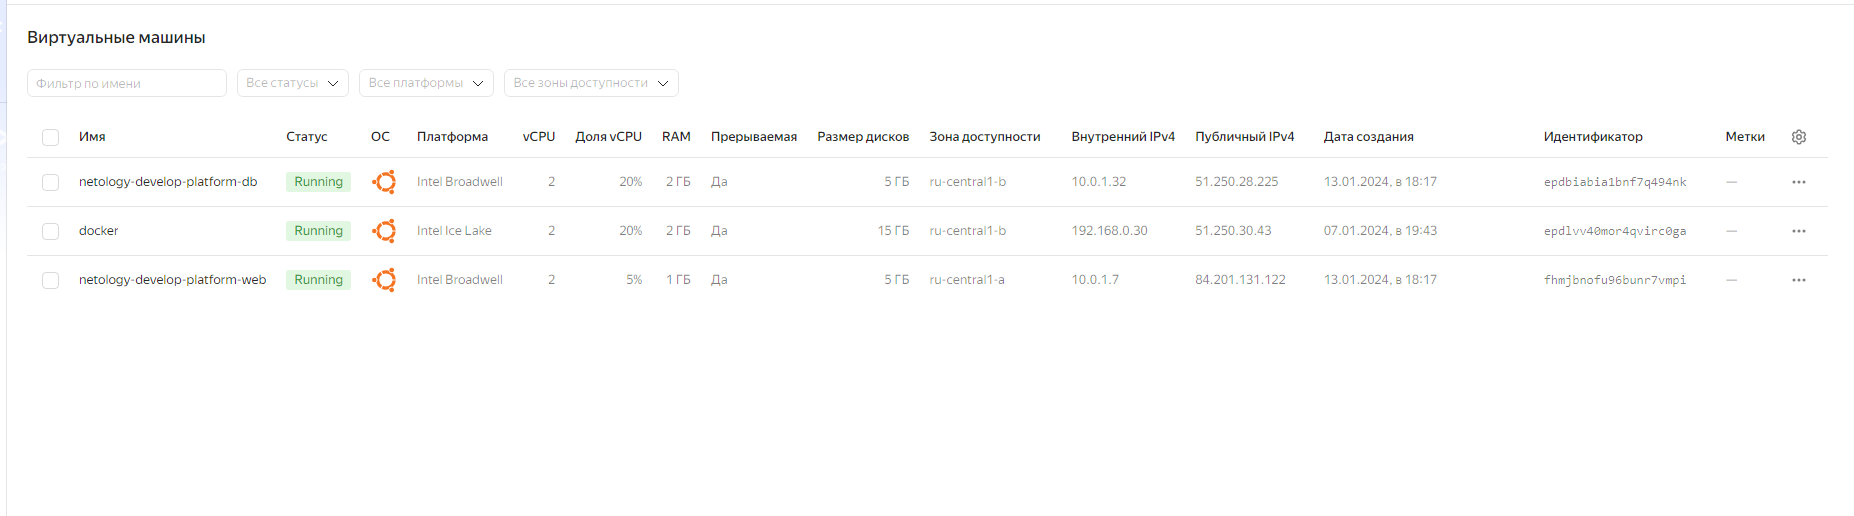 Виртуальные машины
Фильтр по имени Все статусы Все платформы Все зоны доступности
Имя Статус ОС Платформа vCPU Доля vCPU RAM Прерываемая Размер дисков Зона доступности Внутренний IPv4 Публичный IPv4 Дата создания Идентификатор Метки
netology-develop-platform-db Running Intel Broadwell 2 20% 2 ГБ Да 5 ГБ ru-central1-b 10.0.1.32 51.250.28.225 13.01.2024, в 18:17 epdbiabia1bnf7q494nk —
docker Running Intel Ice Lake 2 20% 2 ГБ Да 15 ГБ ru-central1-b 192.168.0.30 51.250.30.43 07.01.2024, в 19:43 epdlvv40mor4qvirc0ga —
netology-develop-platform-web Running Intel Broadwell 2 5% 1 ГБ Да 5 ГБ ru-central1-a 10.0.1.7 84.201.131.122 13.01.2024, в 18:17 fhmjbnofu96bunr7vmpi —